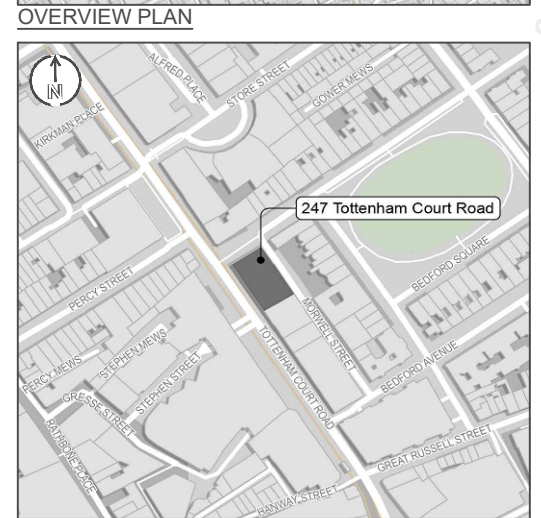 OVERVIEW PLAN
N
ALFRED PLACE
STORE STREET
GOWER MEWS
KIRKMAN PLACE
247 Tottenham Court Road
BEDFORD SQUARE
PERCY STREET
MORWELL STREET
STEPHEN MEWS
TOTTENHAM COURT ROAD
PERCY MEWS
STEPHEN STREET
BEDFORD AVENUE
GRESSE STREET
RATHBONE PLACE
GREAT RUSSELL STREET
HANWAY STREET